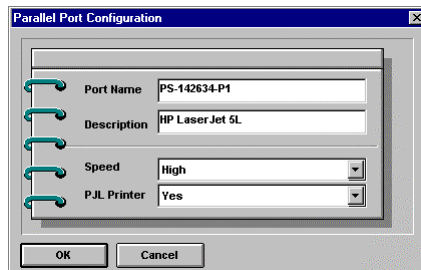 Parallel Port Configuration
Port Name PS-142634-P1
Description HP LaserJet 5L
Speed High
PJL Printer Yes
OK Cancel